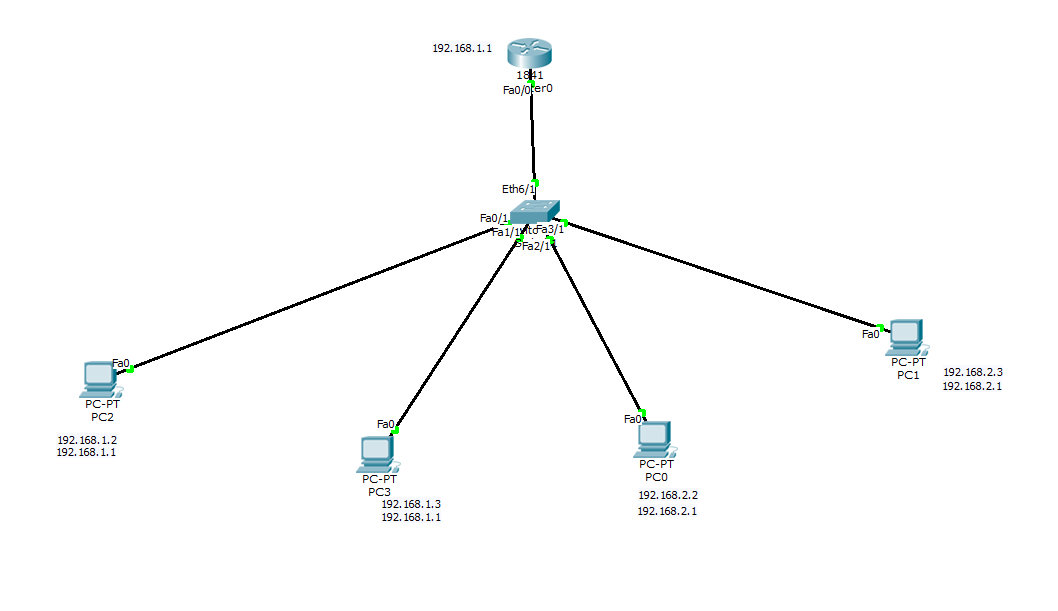 192.168.1.1
1841
Fa0/0
Eth6/1
Fa0/1
Fa1/1
Fa3/1
Fa2/1
Fa0
PC-PT
PC1
192.168.2.3
192.168.2.1
Fa0
PC-PT
PC2
192.168.1.2
192.168.1.1
Fa0
PC-PT
PC3
192.168.1.3
192.168.1.1
Fa0
PC-PT
PC0
192.168.2.2
192.168.2.1